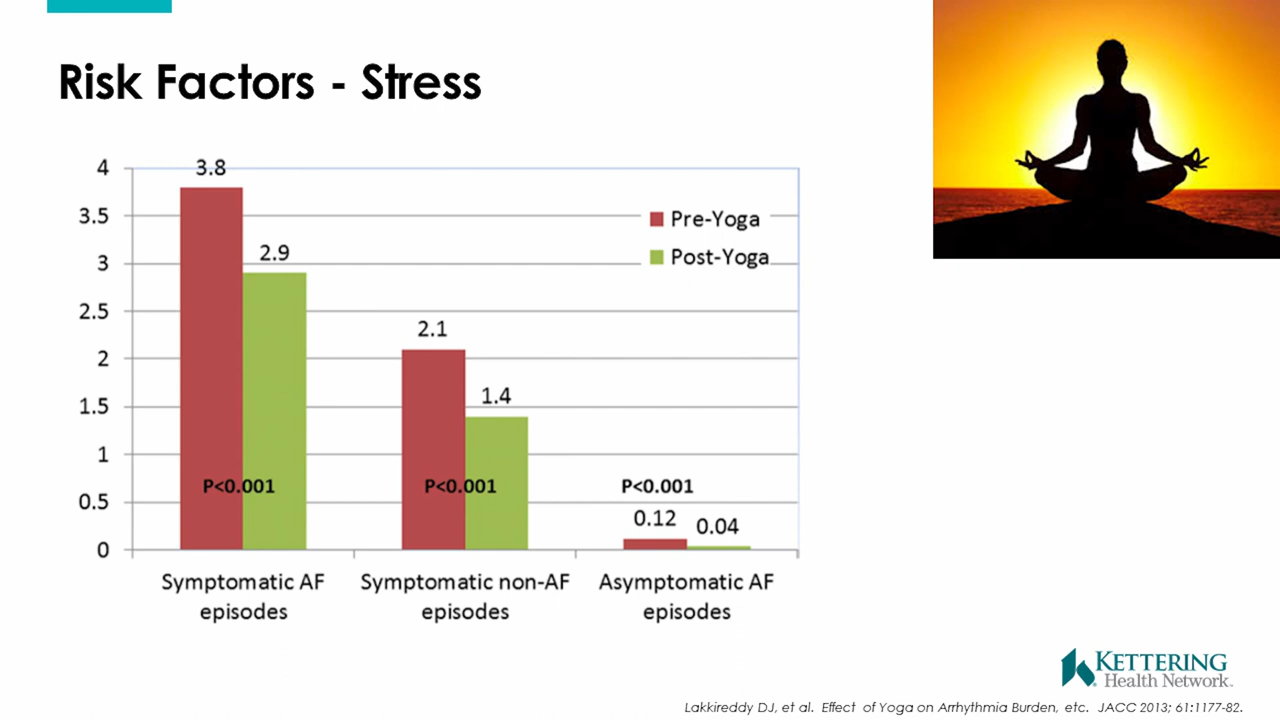 Risk Factors - Stress
4
3.5
3
2.5
2
1.5
1
0.5
0
3.8
2.9
2.1
1.4
0.12
0.04
P<0.001
P<0.001
P<0.001
Pre-Yoga
Post-Yoga
Symptomatic AF
episodes
Symptomatic non-AF
episodes
Asymptomatic AF
episodes
KETTERING
Health Network
Lakkireddy DJ, et al. Effect of Yoga on Arrhythmia Burden, etc. JACC 2013; 61:1177-82.